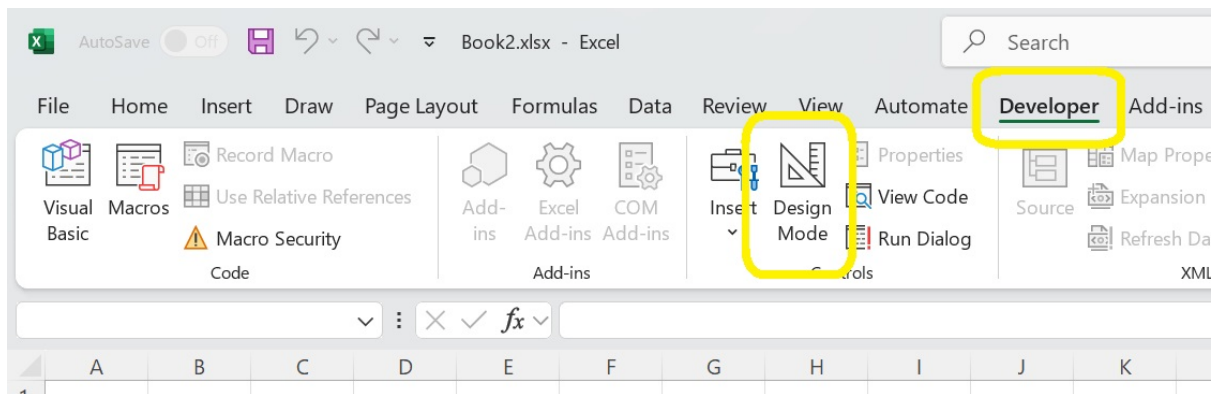 AutoSave Off Book2.xlsx - Excel Search
File Home Insert Draw Page Layout Formulas Data Review View Automate Developer Add-ins
Visual Basic
Macros
Record Macro
Use Relative References
Macro Security
Code
Add-ins
Excel Add-ins
COM Add-ins
Add-ins
Insert
Design Mode
Properties
View Code
Run Dialog
Source
Map Prope
Expansion
Refresh Da
XML
fx
A B C D E F G H I J K